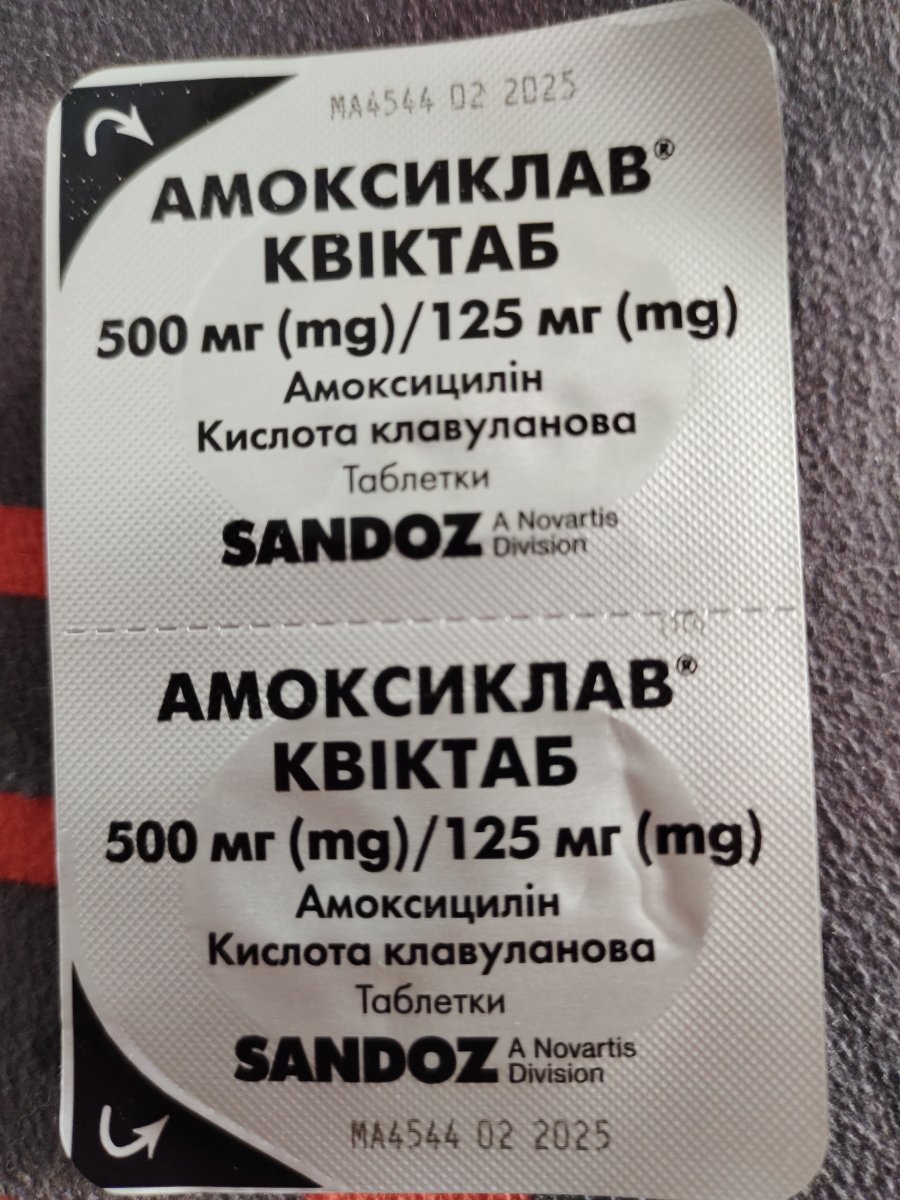 MA4544 02 2025
АМОКСИКЛАВ®
КВІКТАБ
500 мг (mg)/125 мг (mg)
Амоксицилін
Кислота клавуланова
Таблетки
SANDOZ A Novartis
Division
АМОКСИКЛАВ®
КВІКТАБ
500 мг (mg)/125 мг (mg)
Амоксицилін
Кислота клавуланова
Таблетки
SANDOZ A Novartis
Division
MA4544 02 2025